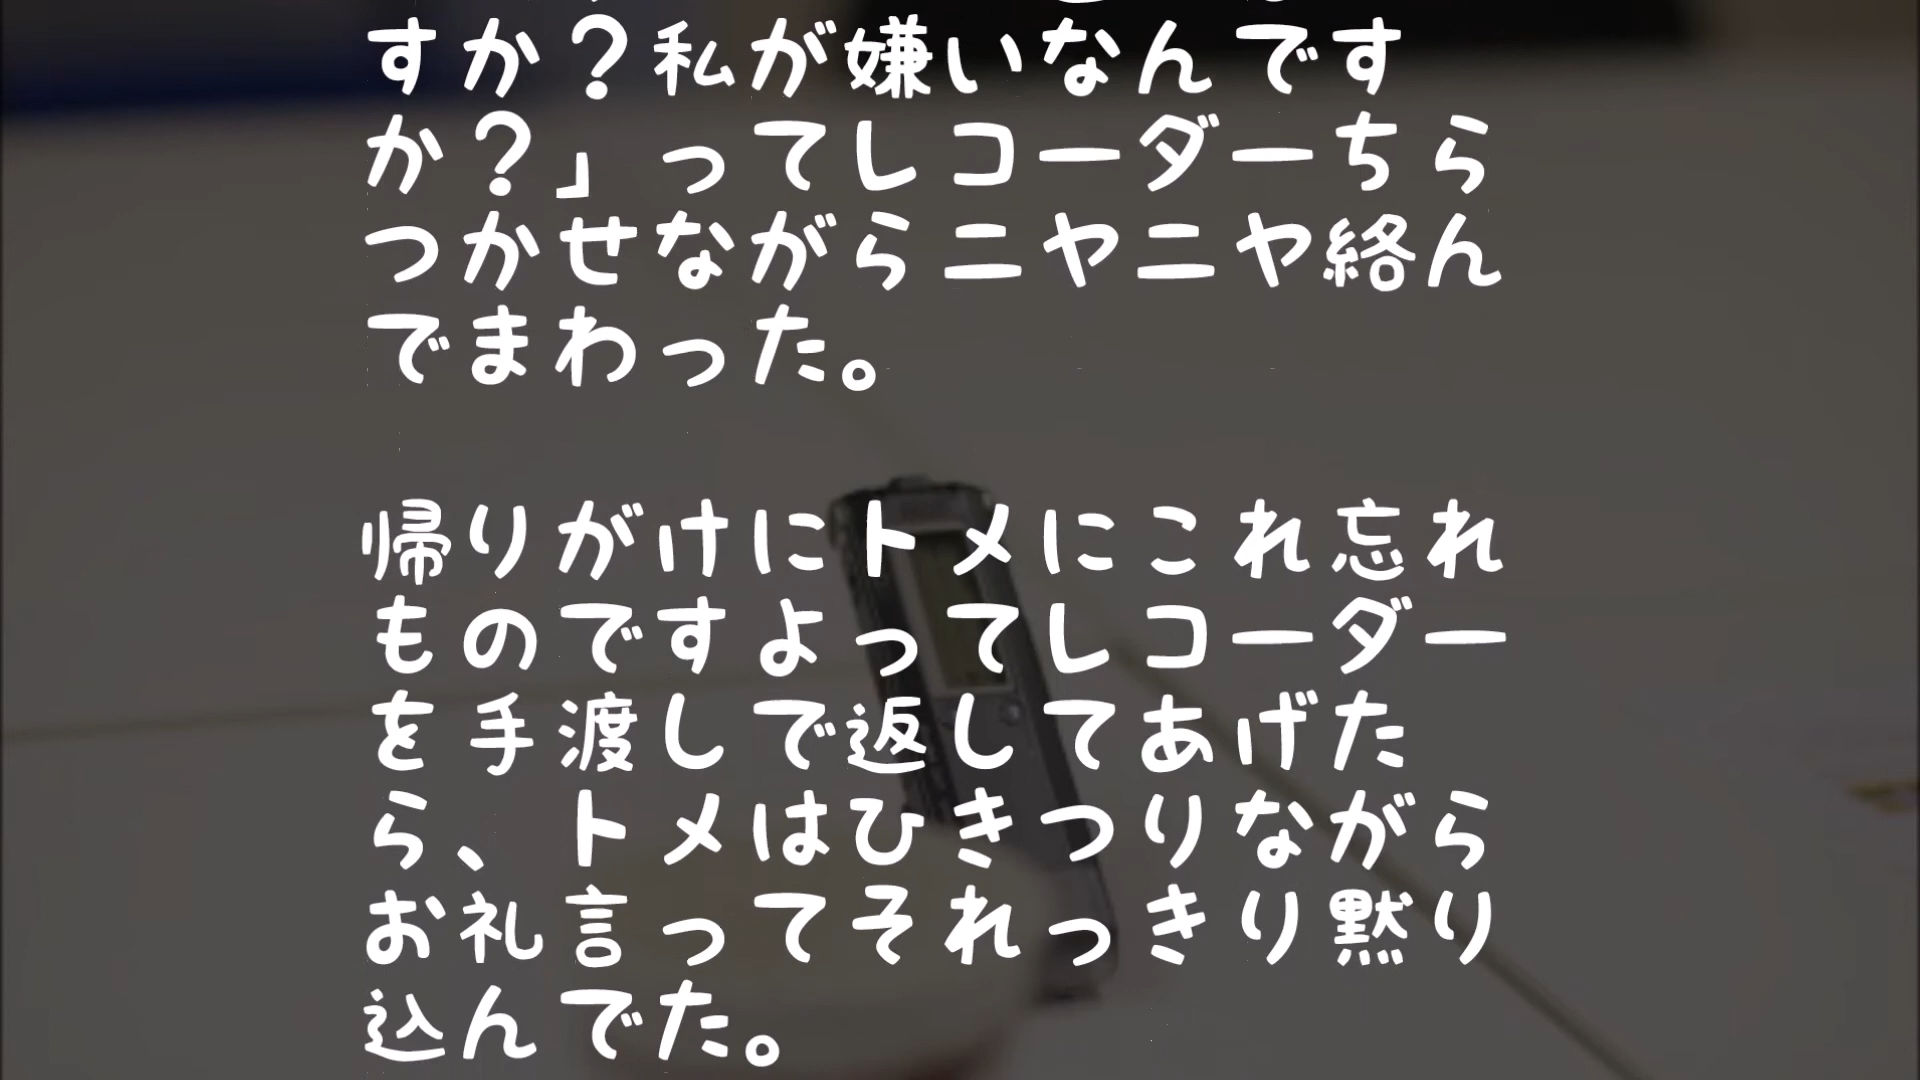 すか？私が嫌いなんです
か？」ってレコーダーちら
つかせながらニヤニヤ絡ん
でまわった。
帰りがけにトメにこれ忘れ
ものですよってレコーダー
を手渡しで返してあげた
ら、トメはひきつりながら
お礼言ってそれっきり黙り
込んでた。